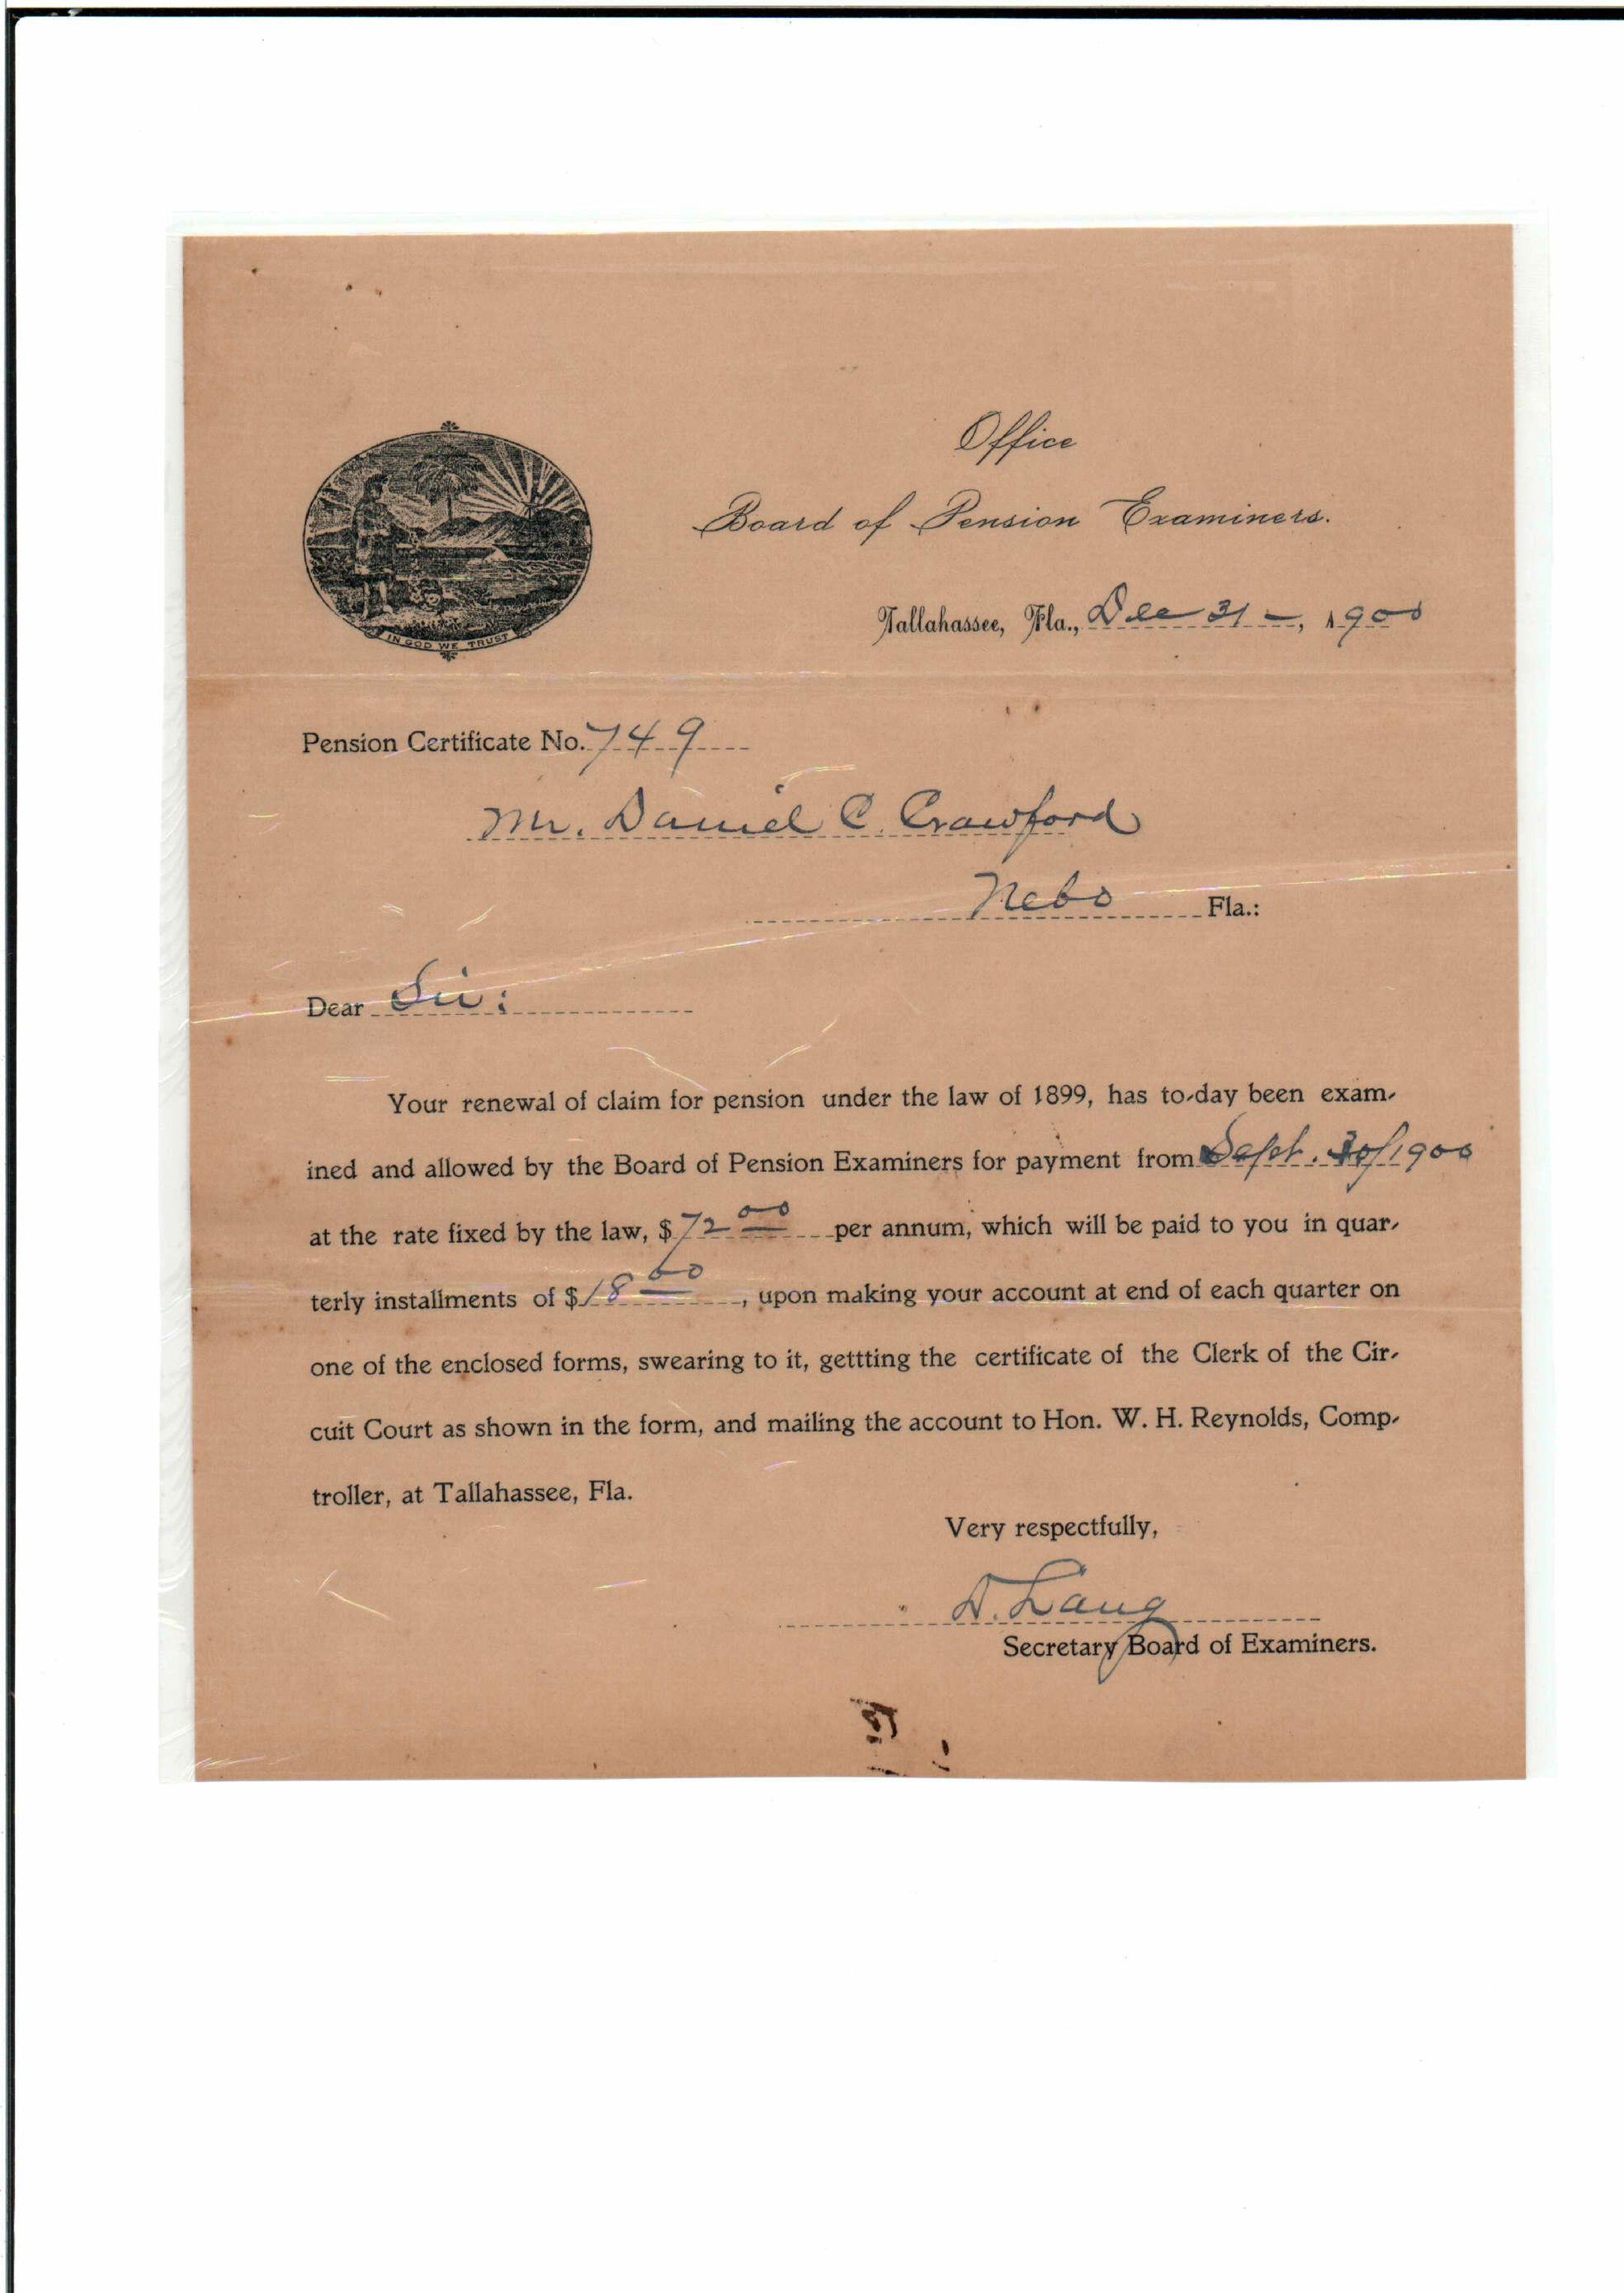 Office
Board of Pension Examiners.
IN GOD WE TRUST
Tallahassee, Fla., Dec 31 –, 1900
Pension Certificate No. 749
Mr. Daniel C. Crawford
Nebo Fla.:
Dear Sir:
Your renewal of claim for pension under the law of 1899, has to-day been exam-
ined and allowed by the Board of Pension Examiners for payment from Sept. 30/1900
at the rate fixed by the law, $72 00 per annum, which will be paid to you in quar-
terly installments of $18 00, upon making your account at end of each quarter on
one of the enclosed forms, swearing to it, gettting the certificate of the Clerk of the Cir-
cuit Court as shown in the form, and mailing the account to Hon. W. H. Reynolds, Comp-
troller, at Tallahassee, Fla.
Very respectfully,
D. Lang
Secretary Board of Examiners.